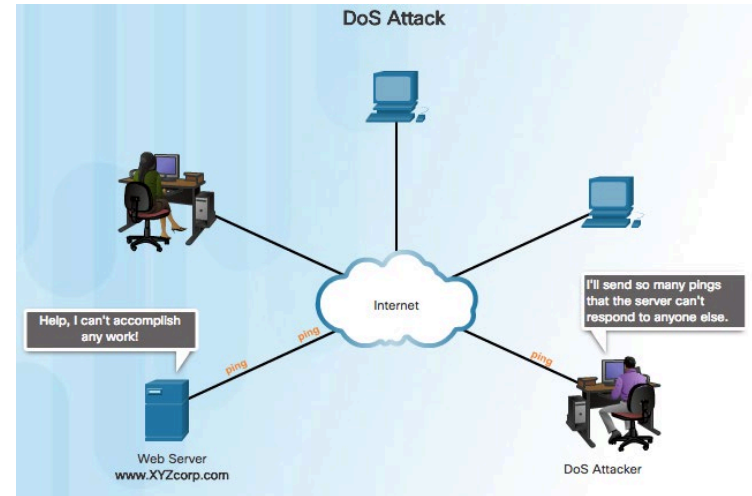 DoS Attack
Internet
I'll send so many pings
that the server can't
respond to anyone else.
Help, I can't accomplish
any work!
ping
ping
ping
Web Server
www.XYZcorp.com
DoS Attacker